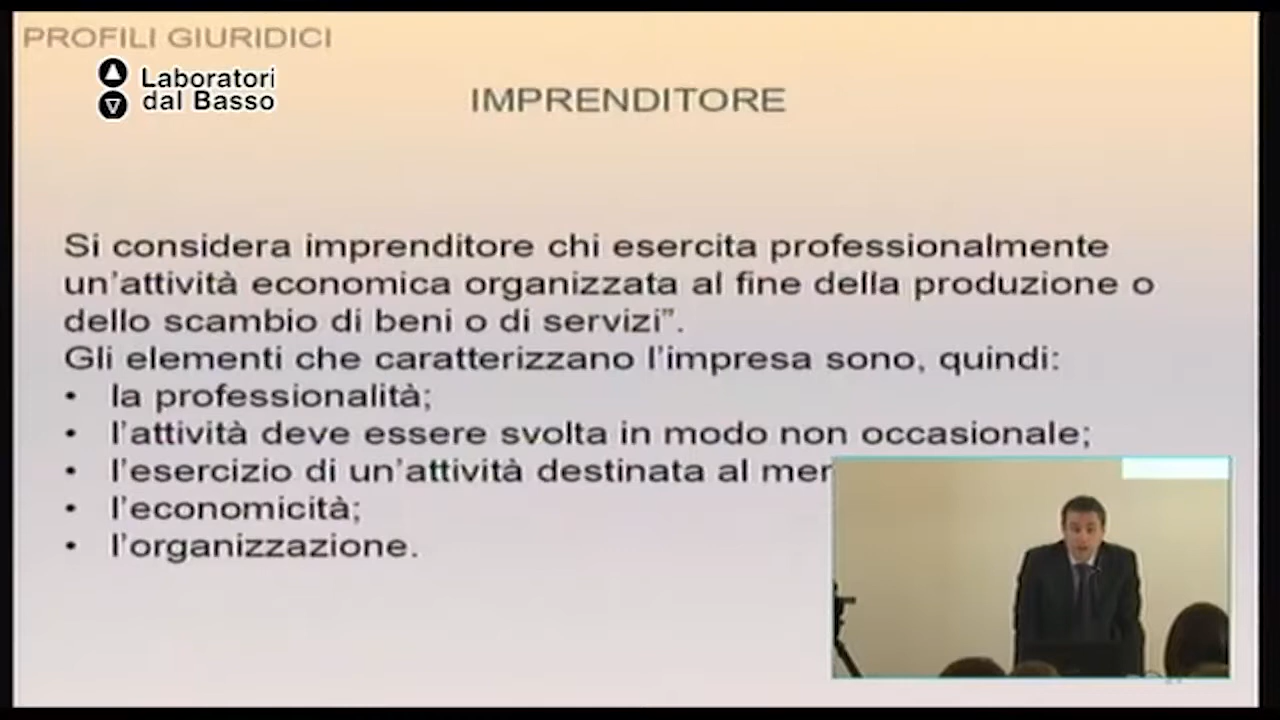 PROFILI GIURIDICI
Laboratori
dal Basso
IMPRENDITORE
Si considera imprenditore chi esercita professionalmente
un’attività economica organizzata al fine della produzione o
dello scambio di beni o di servizi”.
Gli elementi che caratterizzano l’impresa sono, quindi:
• la professionalità;
• l’attività deve essere svolta in modo non occasionale;
• l’esercizio di un’attività destinata al
• l’economicità;
• l’organizzazione.